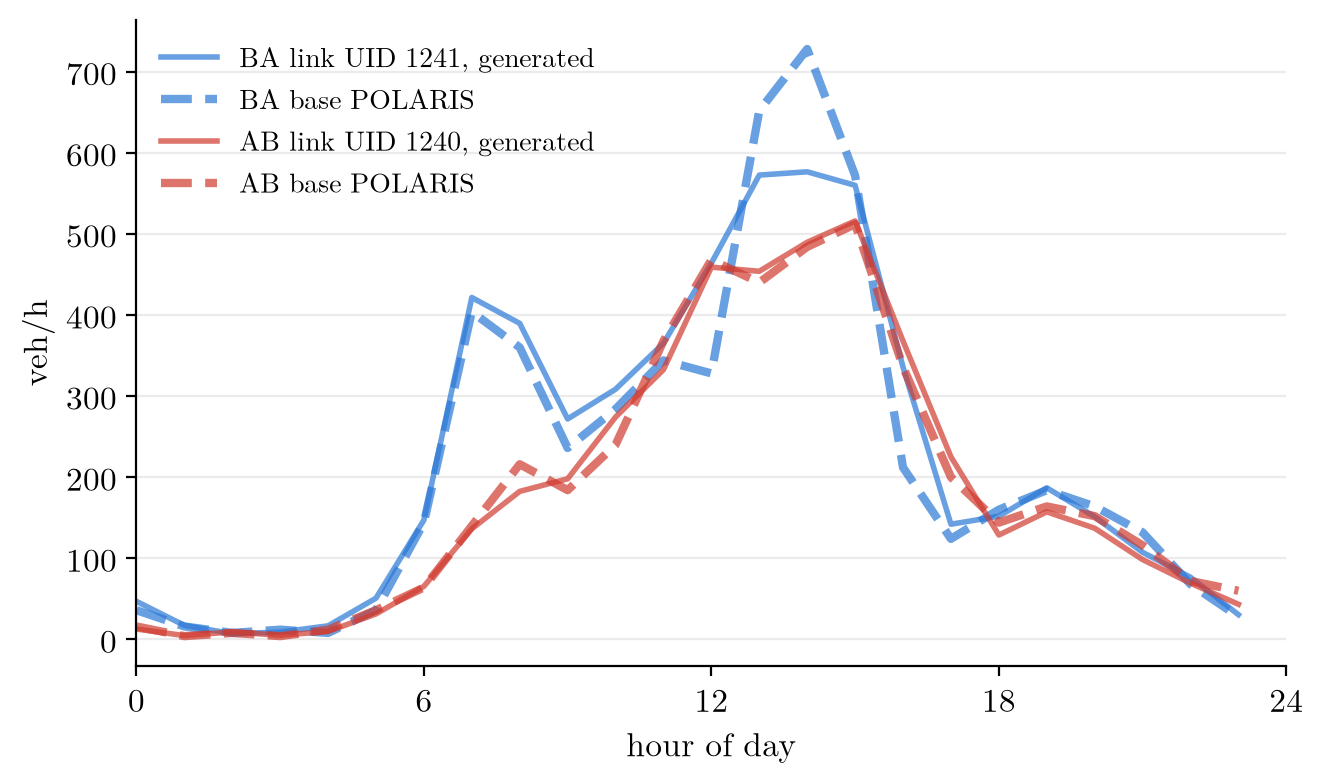 BA link UID 1241, generated
BA base POLARIS
AB link UID 1240, generated
AB base POLARIS
veh/h
700
600
500
400
300
200
100
0
0 6 12 18 24
hour of day